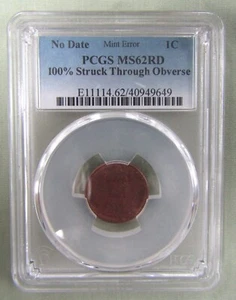 No Date Mint Error 1C
PCGS MS62RD
100% Struck Through Obverse
E11114.62/40949649